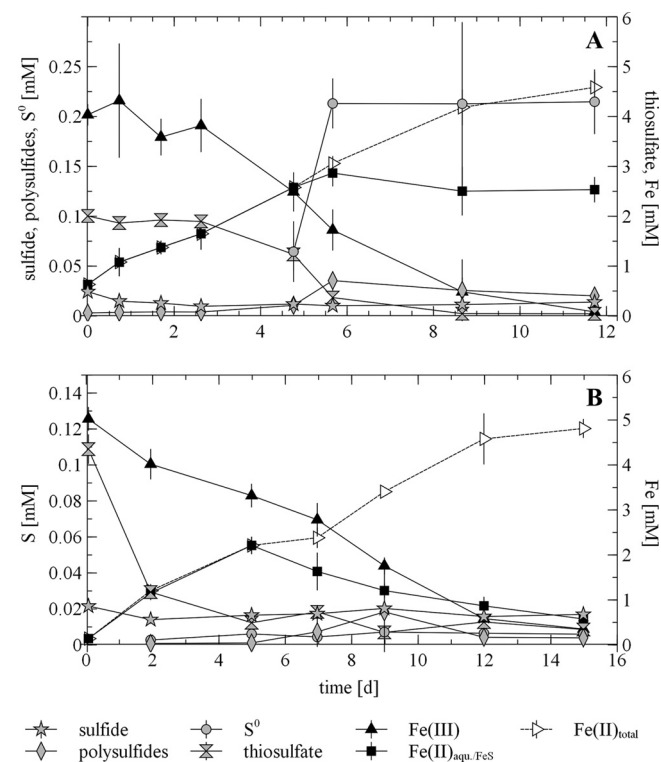 A
sulfide, polysulfides, S⁰ [mM]
0.25
0.2
0.15
0.1
0.05
0
6
5
4
3
2
1
0
thiosulfate, Fe [mM]
0 2 4 6 8 10 12
B
S [mM]
0.14
0.12
0.1
0.08
0.06
0.04
0.02
0
6
5
4
3
2
1
0
Fe [mM]
0 2 4 6 8 10 12 14 16
time [d]
sulfide S⁰ Fe(III) Fe(II)total
polysulfides thiosulfate Fe(II)aqu./FeS